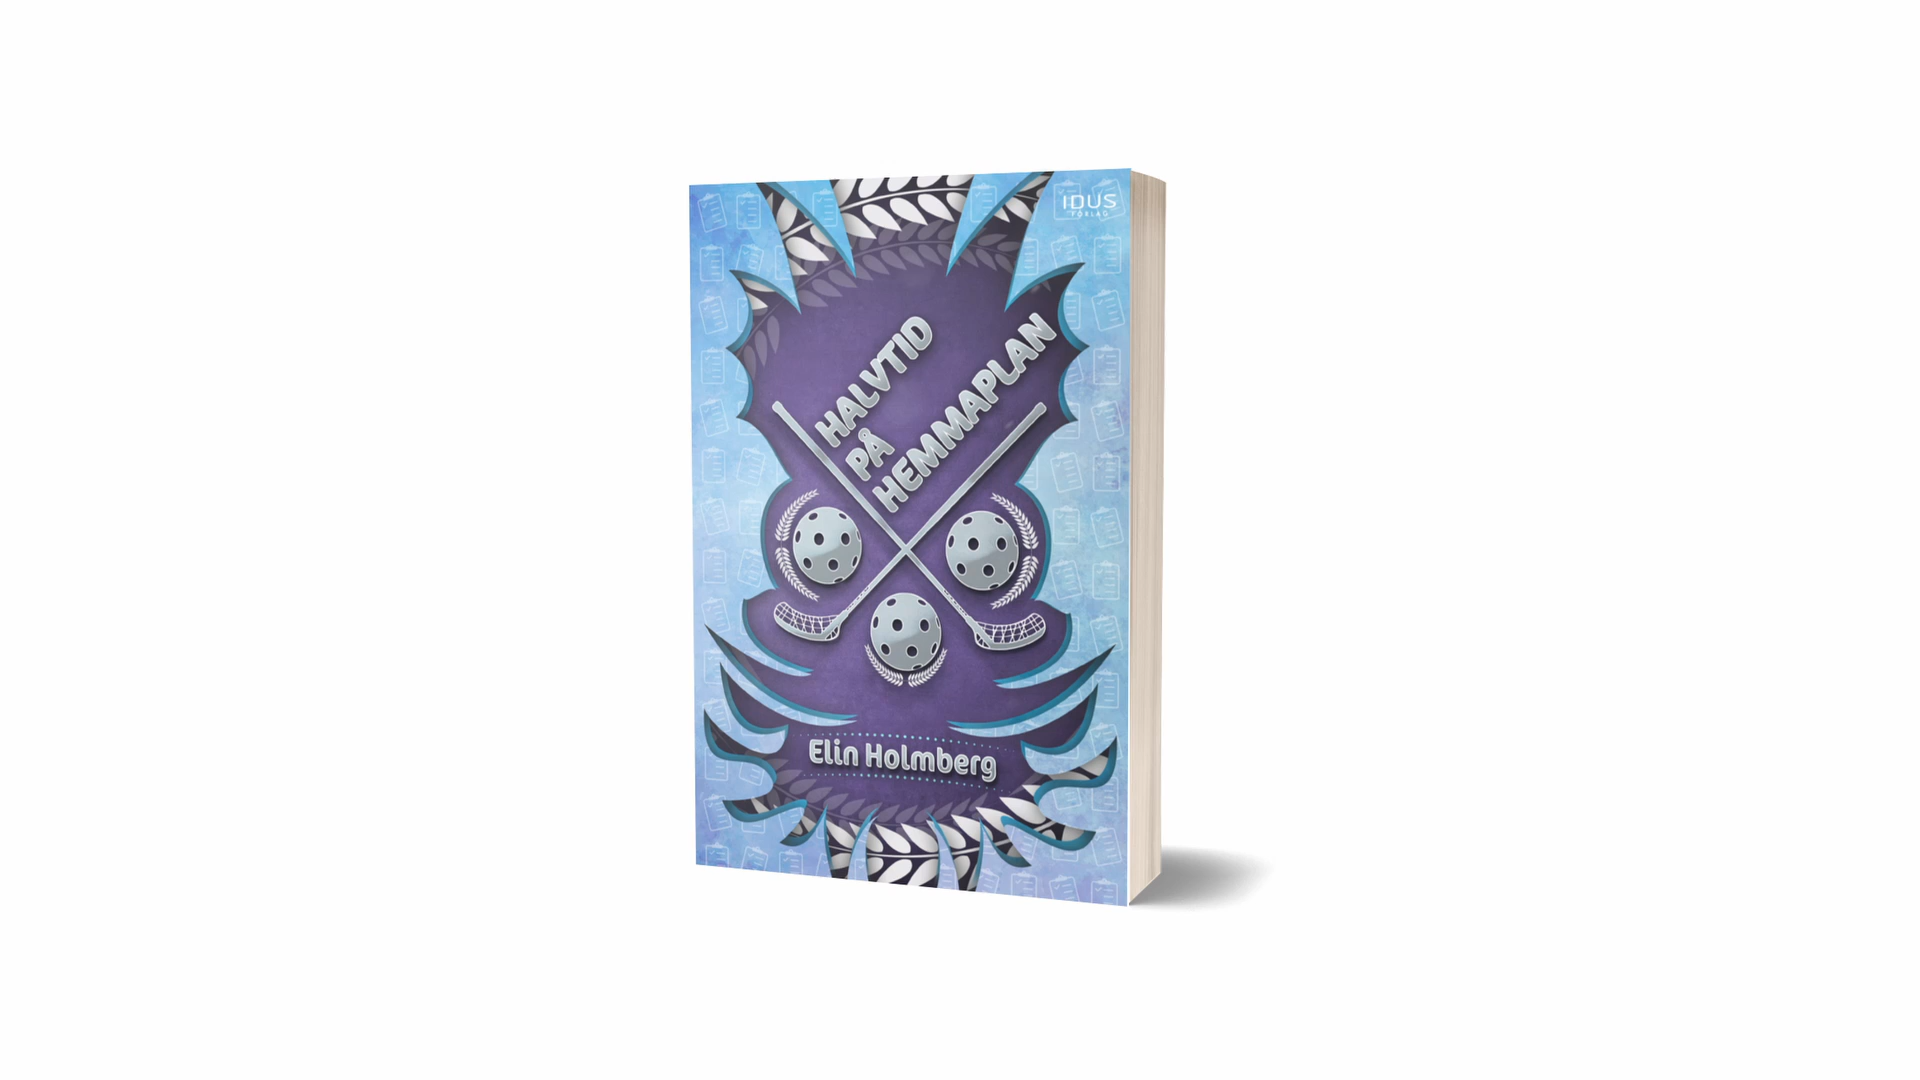 IDUS
FÖRLAG
HALVTID
PÅ
HEMMAPLAN
Elin Holmberg